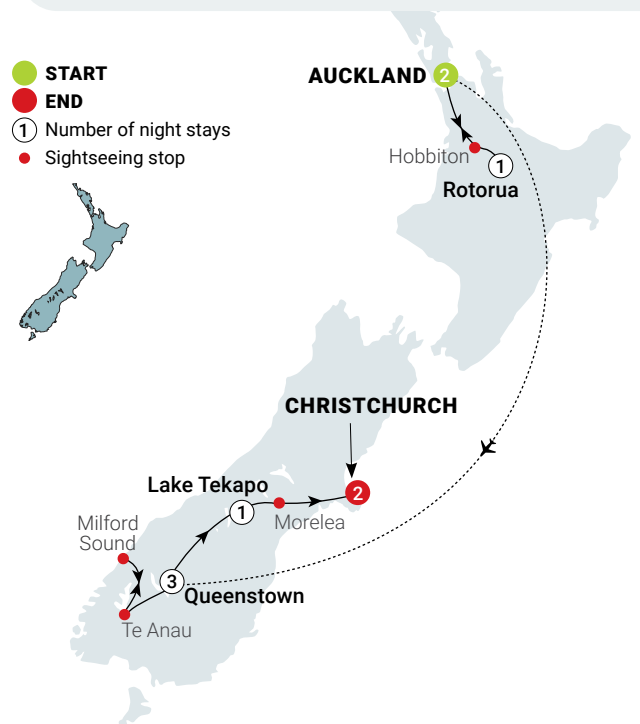 START
END
1 Number of night stays
Sightseeing stop
AUCKLAND 2
Hobbiton
1
Rotorua
CHRISTCHURCH
2
Lake Tekapo
1
Morelea
Milford
Sound
3
Queenstown
Te Anau